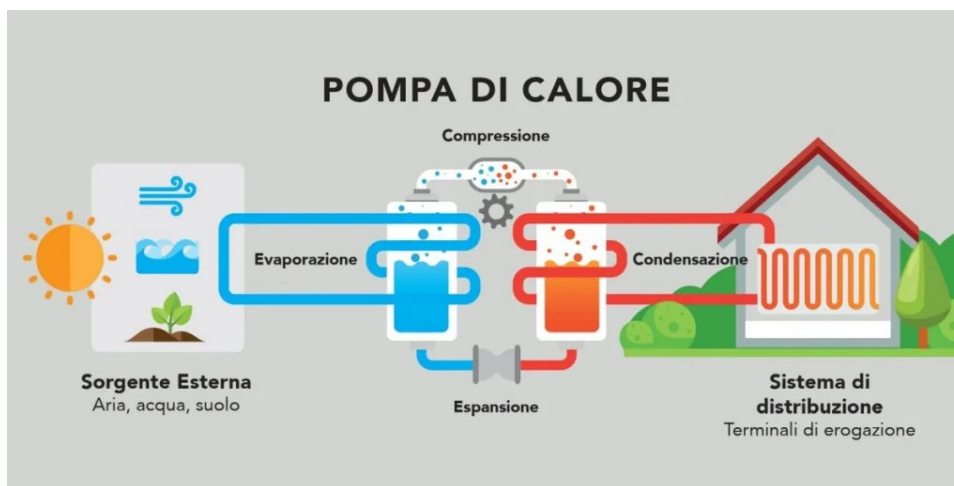 POMPA DI CALORE
Compressione
Evaporazione
Condensazione
Espansione
Sorgente Esterna
Aria, acqua, suolo
Sistema di
distribuzione
Terminali di erogazione